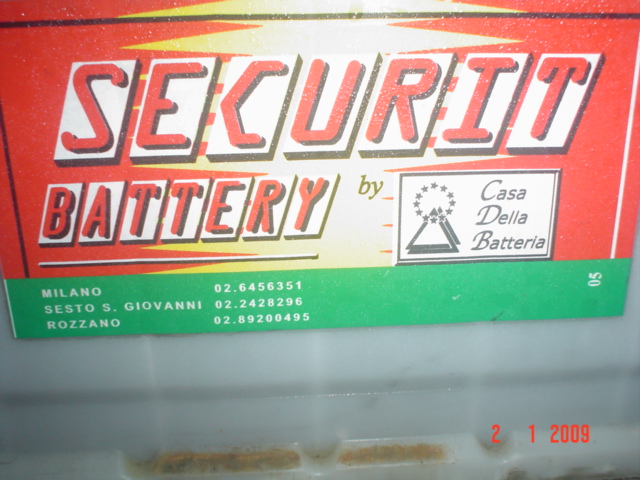 SECURIT
BATTERY by
Casa
Della
Batteria
MILANO 02.6456351
SESTO S. GIOVANNI 02.2428296
ROZZANO 02.89200495
05
2 1 2009